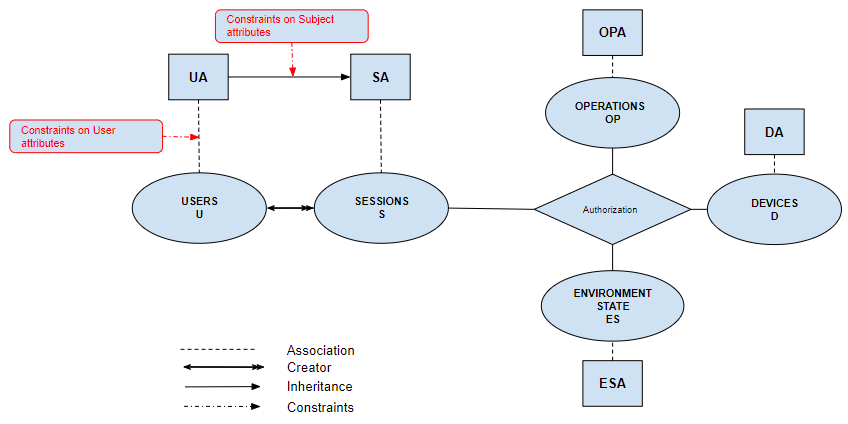 Constraints on Subject
attributes
OPA
UA
SA
OPERATIONS
OP
Constraints on User
attributes
DA
USERS
U
SESSIONS
S
Authorization
DEVICES
D
ENVIRONMENT
STATE
ES
Association
Creator
Inheritance
Constraints
ESA